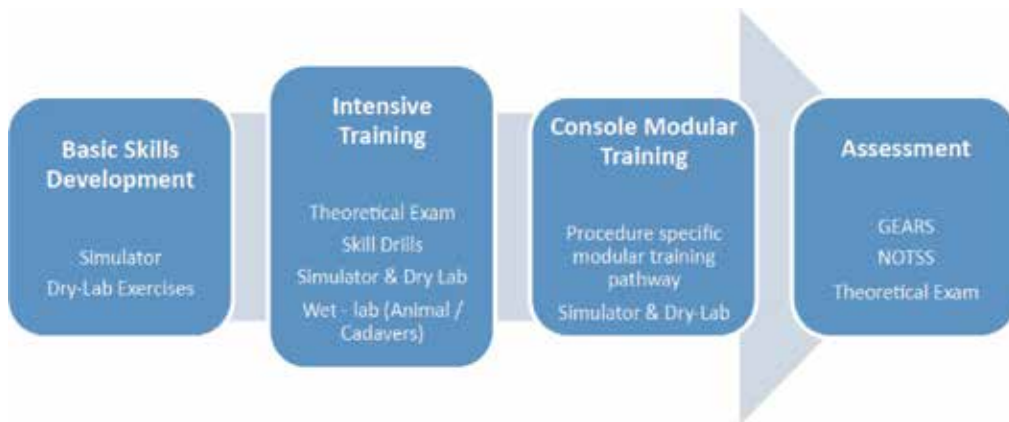 Basic Skills
Development
Simulator
Dry-Lab Exercises
Intensive
Training
Theoretical Exam
Skill Drills
Simulator & Dry Lab
Wet - lab (Animal /
Cadavers)
Console Modular
Training
Procedure specific
modular training
pathway
Simulator & Dry-Lab
Assessment
GEARS
NOTSS
Theoretical Exam